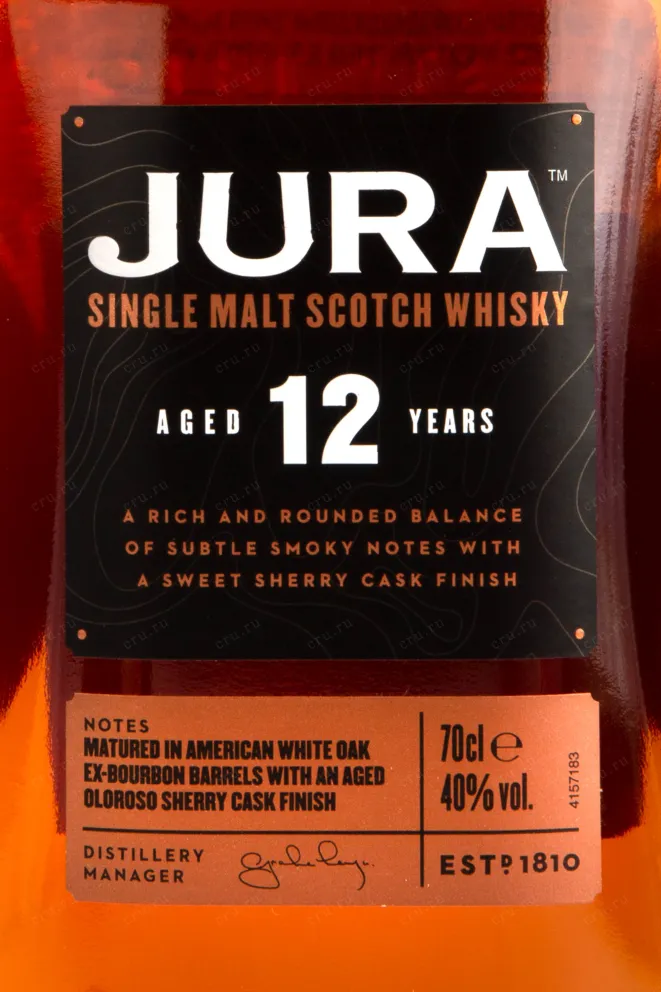 JURA™
SINGLE MALT SCOTCH WHISKY
AGED 12 YEARS
A RICH AND ROUNDED BALANCE
OF SUBTLE SMOKY NOTES WITH
A SWEET SHERRY CASK FINISH
NOTES
MATURED IN AMERICAN WHITE OAK
EX-BOURBON BARRELS WITH AN AGED
OLOROSO SHERRY CASK FINISH
70cl e
40% vol.
4157183
DISTILLERY
MANAGER
ESTD 1810
cru.ru